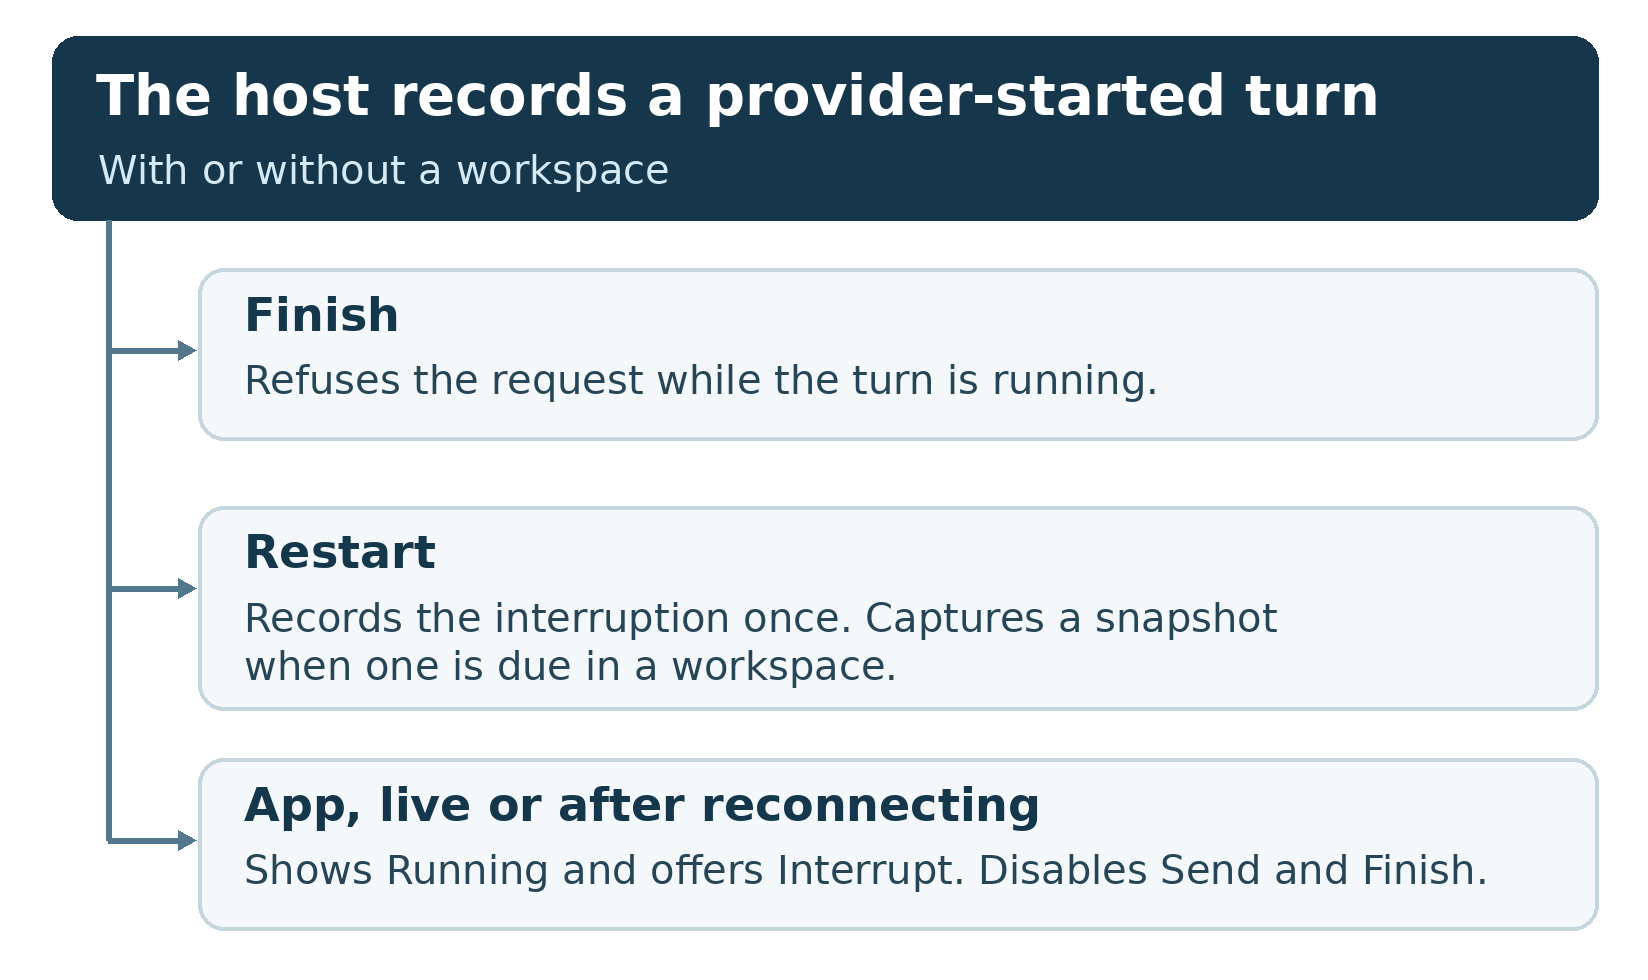 The host records a provider-started turn
With or without a workspace
Finish
Refuses the request while the turn is running.
Restart
Records the interruption once. Captures a snapshot
when one is due in a workspace.
App, live or after reconnecting
Shows Running and offers Interrupt. Disables Send and Finish.